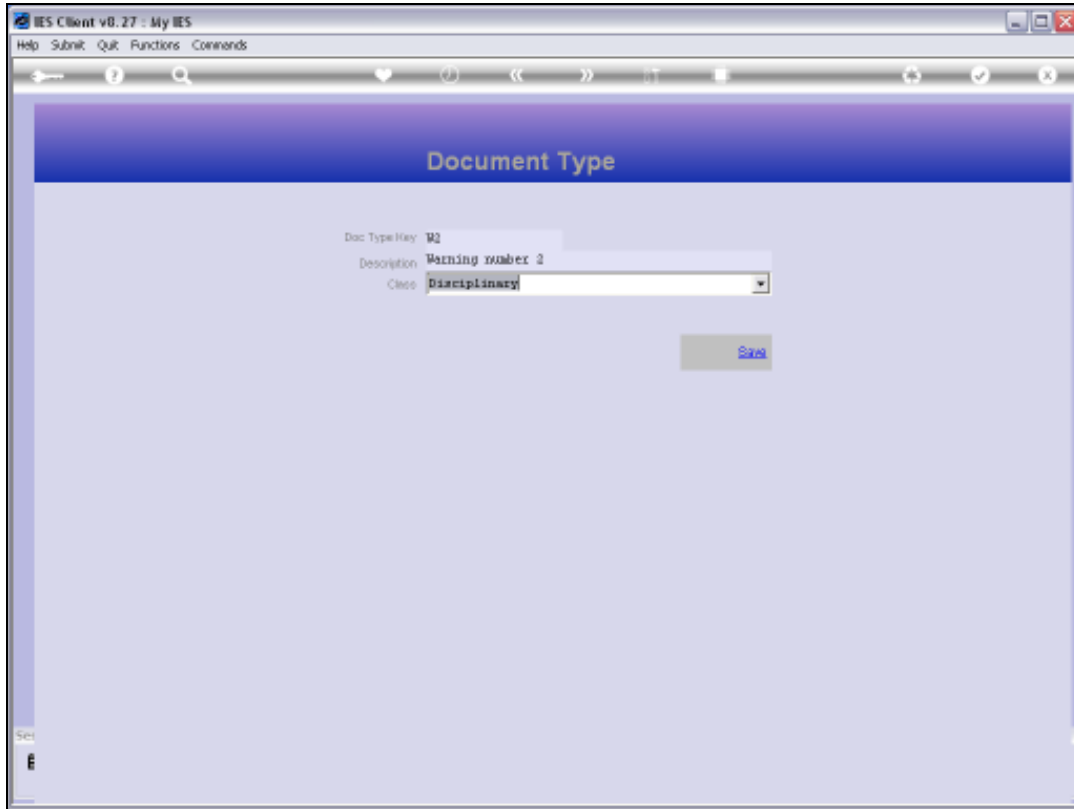 IES Client v8.27 : My IES
Help Submit Quit Functions Commands
Document Type
Doc Type Key W2
Description Warning number 2
Class Disciplinary
Save